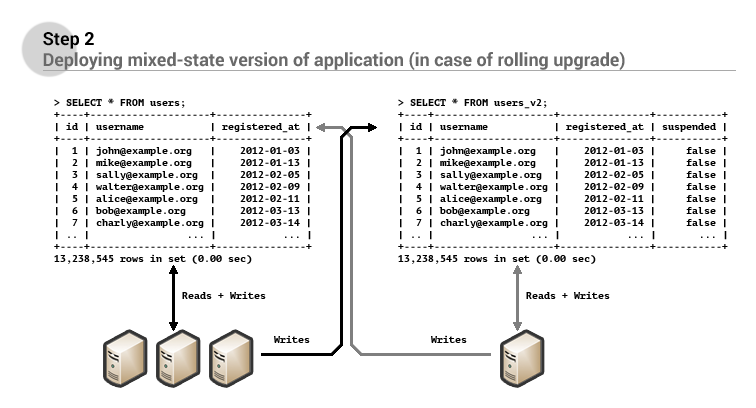 Step 2
Deploying mixed-state version of application (in case of rolling upgrade)
> SELECT * FROM users;
+----+--------------------+---------------+
| id | username | registered_at |
+----+--------------------+---------------+
| 1 | john@example.org | 2012-01-03 |
| 2 | mike@example.org | 2012-01-13 |
| 3 | sally@example.org | 2012-02-05 |
| 4 | walter@example.org | 2012-02-09 |
| 5 | alice@example.org | 2012-02-11 |
| 6 | bob@example.org | 2012-03-13 |
| 7 | charly@example.org | 2012-03-14 |
| .. | ... | ... |
+----+--------------------+---------------+
13,238,545 rows in set (0.00 sec)
Reads + Writes
Writes
> SELECT * FROM users_v2;
+----+--------------------+---------------+-----------+
| id | username | registered_at | suspended |
+----+--------------------+---------------+-----------+
| 1 | john@example.org | 2012-01-03 | false |
| 2 | mike@example.org | 2012-01-13 | false |
| 3 | sally@example.org | 2012-02-05 | false |
| 4 | walter@example.org | 2012-02-09 | false |
| 5 | alice@example.org | 2012-02-11 | false |
| 6 | bob@example.org | 2012-03-13 | false |
| 7 | charly@example.org | 2012-03-14 | false |
| .. | ... | ... | ... |
+----+--------------------+---------------+-----------+
13,238,545 rows in set (0.00 sec)
Reads + Writes
Writes